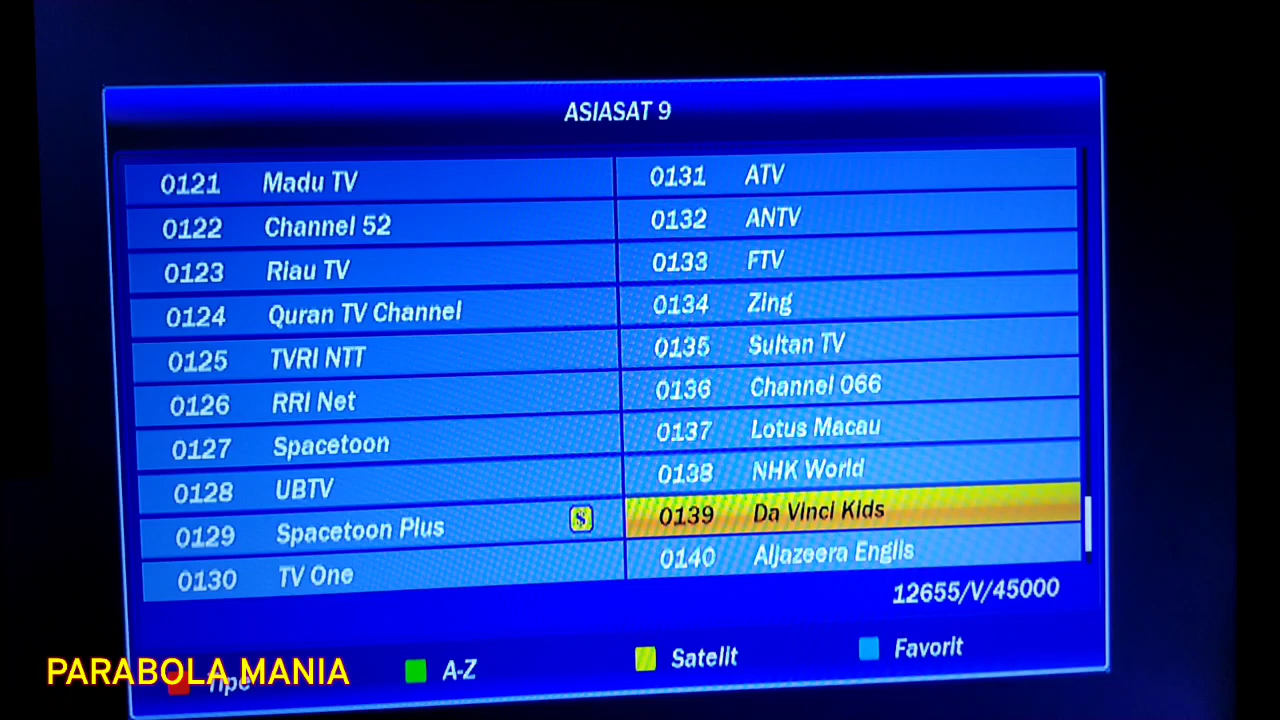 ASIASAT 9
0121 Madu TV
0122 Channel 52
0123 Riau TV
0124 Quran TV Channel
0125 TVRI NTT
0126 RRI Net
0127 Spacetoon
0128 UBTV
0129 Spacetoon Plus $
0130 TV One
0131 ATV
0132 ANTV
0133 FTV
0134 Zing
0135 Sultan TV
0136 Channel 066
0137 Lotus Macau
0138 NHK World
0139 Da Vinci Kids
0140 Aljazeera Englis
12655/V/45000
Tipe A-Z Satelit Favorit
PARABOLA MANIA